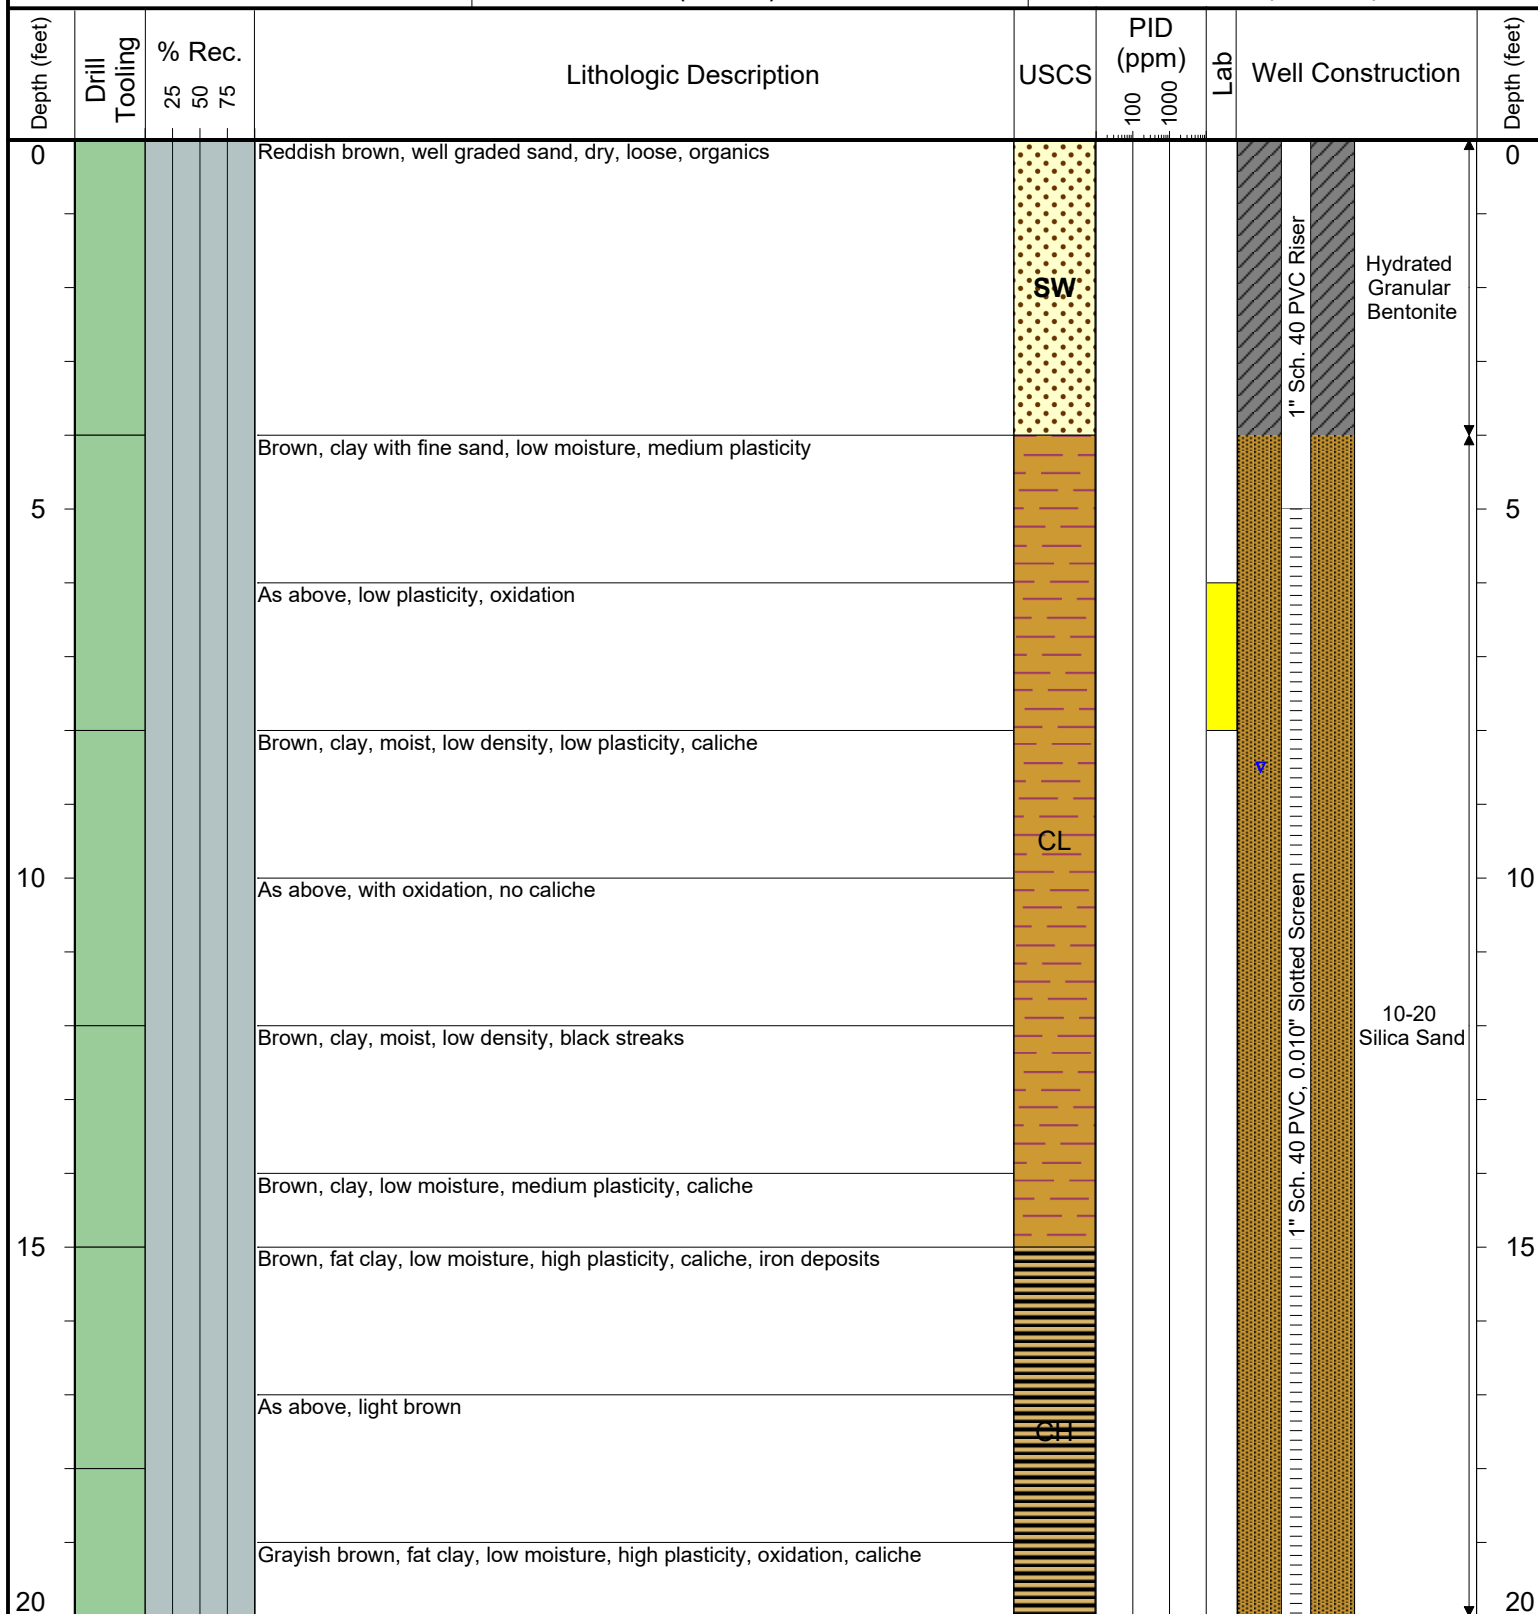 Depth (feet)
Drill
Tooling
% Rec.
25
50
75
Lithologic Description
USCS
PID
(ppm)
100
1000
Lab
Well Construction
Depth (feet)
0
Reddish brown, well graded sand, dry, loose, organics
0
1" Sch. 40 PVC Riser
Hydrated
Granular
Bentonite
SW
Brown, clay with fine sand, low moisture, medium plasticity
5
5
As above, low plasticity, oxidation
Brown, clay, moist, low density, low plasticity, caliche
CL
10
As above, with oxidation, no caliche
10
1" Sch. 40 PVC, 0.010" Slotted Screen
10-20
Silica Sand
Brown, clay, moist, low density, black streaks
Brown, clay, low moisture, medium plasticity, caliche
15
Brown, fat clay, low moisture, high plasticity, caliche, iron deposits
15
As above, light brown
CH
Grayish brown, fat clay, low moisture, high plasticity, oxidation, caliche
20
20